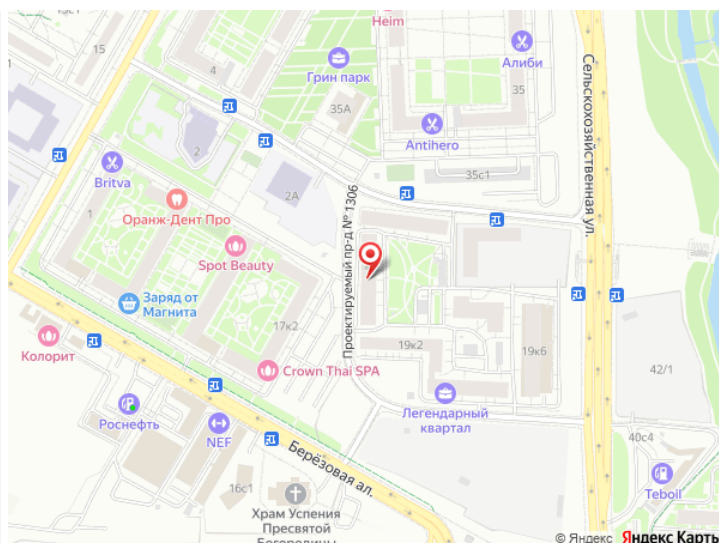 15
Heim
4
Грин парк
Алиби
35
35А
Antihero
2
Britva
2А
35с1
Сельскохозяйственная ул.
1
Оранж-Дент Про
Проектируемый пр-д № 1306
Spot Beauty
Заряд от
Магнита
17к2
Колорит
19к2
19к6
42/1
Crown Thai SPA
Легендарный
квартал
Роснефть
NEF
Берёзовая ал.
40с4
Teboil
16с1
Храм Успения
Пресвятой
Богородицы
© Яндекс Яндекс Карты